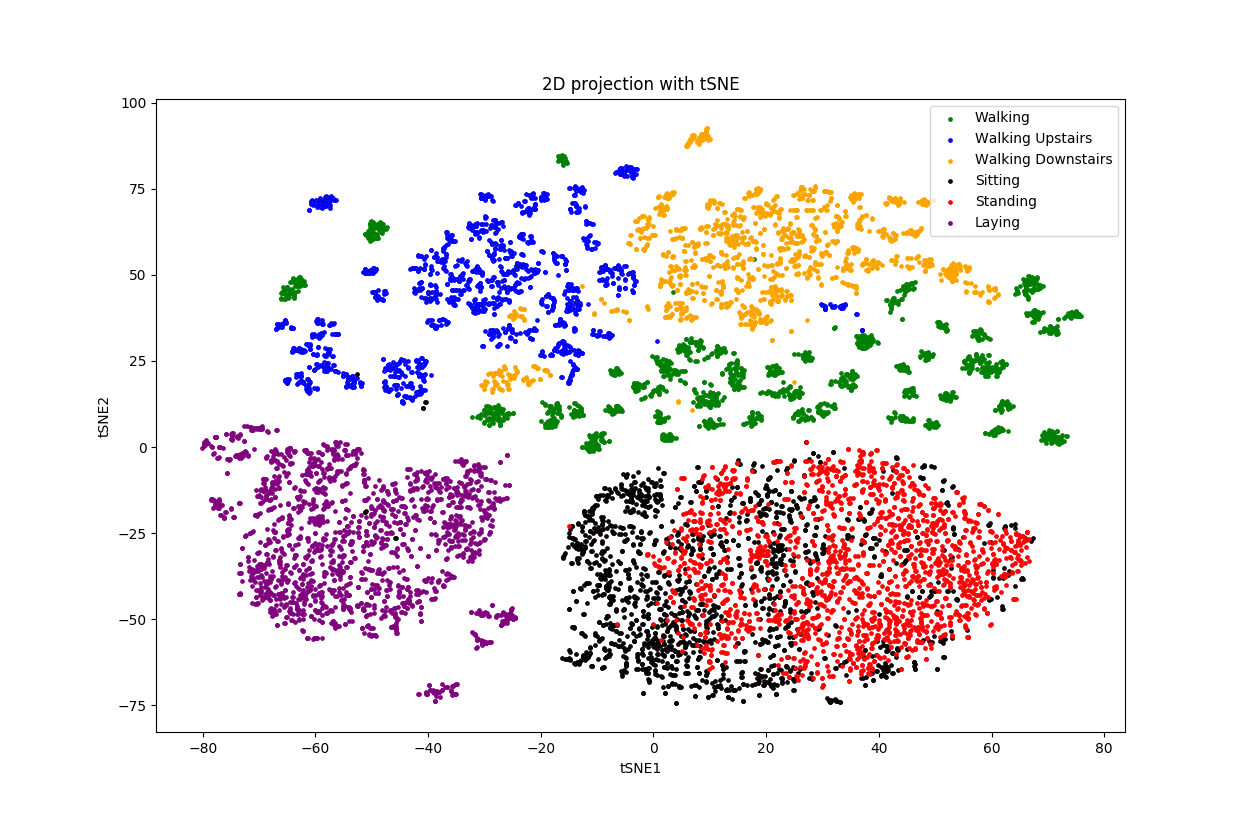 2D projection with tSNE
100
75
50
25
0
−25
−50
−75
tSNE2
Walking
Walking Upstairs
Walking Downstairs
Sitting
Standing
Laying
−80
−60
−40
−20
0
20
40
60
80
tSNE1